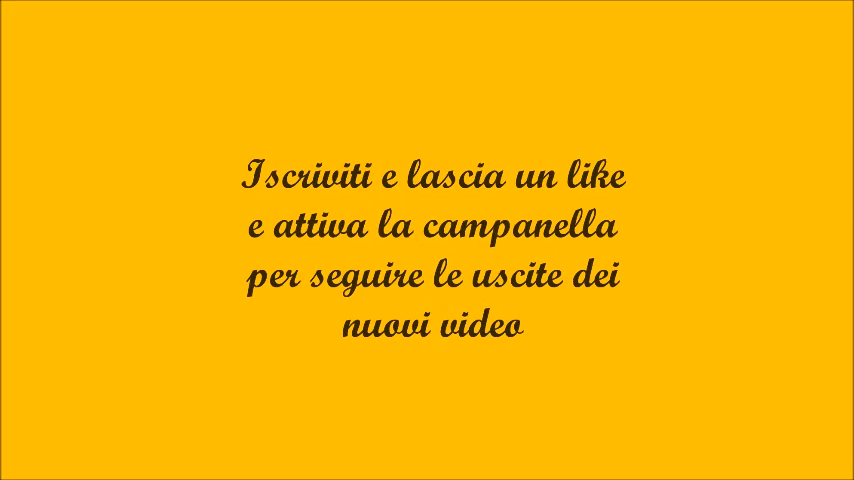 Iscriviti e lascia un like
e attiva la campanella
per seguire le uscite dei
nuovi video